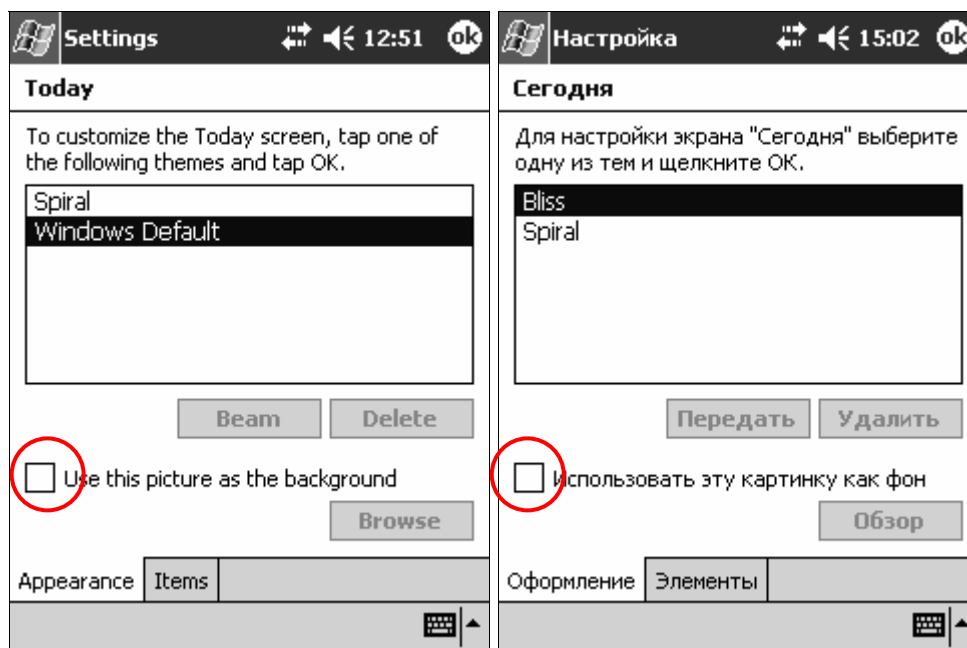 Settings 12:51 ok
Today
To customize the Today screen, tap one of
the following themes and tap OK.
Spiral
Windows Default
Beam Delete
Use this picture as the background
Browse
Appearance Items
Настройка 15:02 ok
Сегодня
Для настройки экрана "Сегодня" выберите
одну из тем и щелкните ОК.
Bliss
Spiral
Передать Удалить
Использовать эту картинку как фон
Обзор
Оформление Элементы